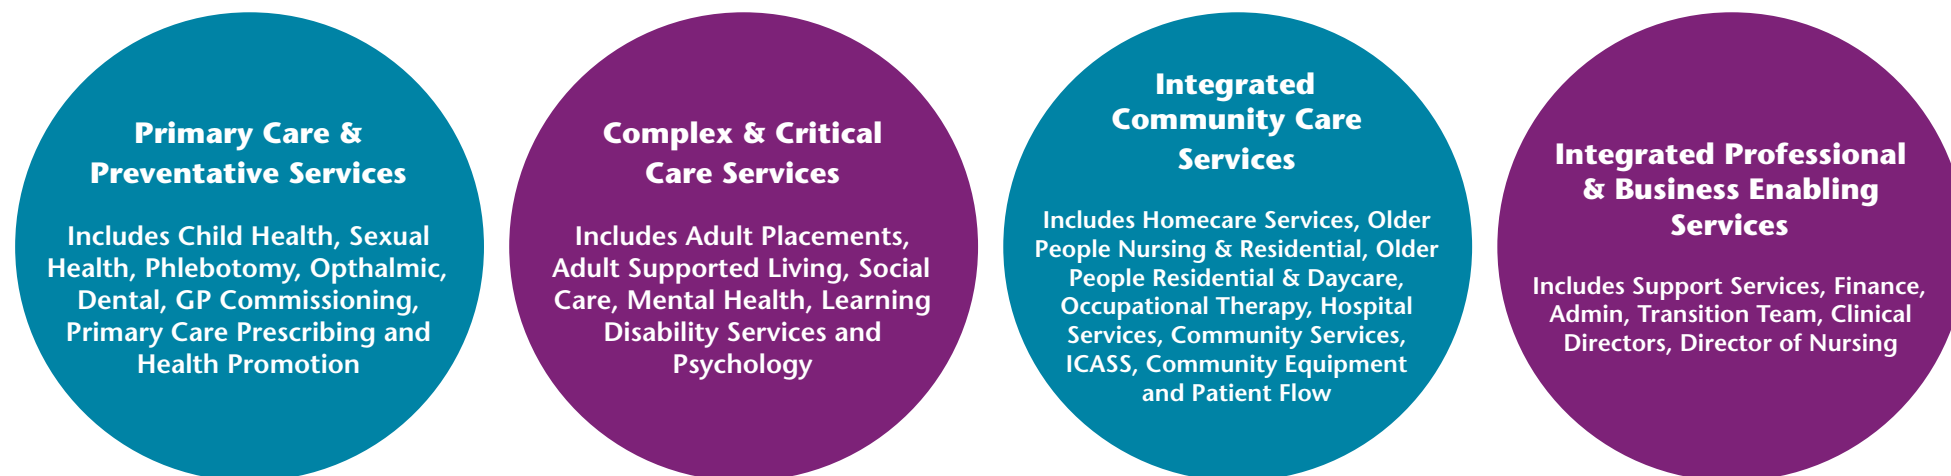 Primary Care &
Preventative Services
Includes Child Health, Sexual
Health, Phlebotomy, Opthalmic,
Dental, GP Commissioning,
Primary Care Prescribing and
Health Promotion
Complex & Critical
Care Services
Includes Adult Placements,
Adult Supported Living, Social
Care, Mental Health, Learning
Disability Services and
Psychology
Integrated
Community Care
Services
Includes Homecare Services, Older
People Nursing & Residential, Older
People Residential & Daycare,
Occupational Therapy, Hospital
Services, Community Services,
ICASS, Community Equipment
and Patient Flow
Integrated Professional
& Business Enabling
Services
Includes Support Services, Finance,
Admin, Transition Team, Clinical
Directors, Director of Nursing